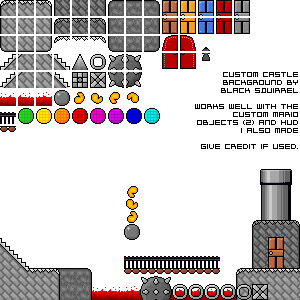 CUSTOM CASTLE
BACKGROUND BY
BLACK SQUIRREL
WORKS WELL WITH THE
CUSTOM MARIO
OBJECTS (2) AND HUD
I ALSO MADE
GIVE CREDIT IF USED.